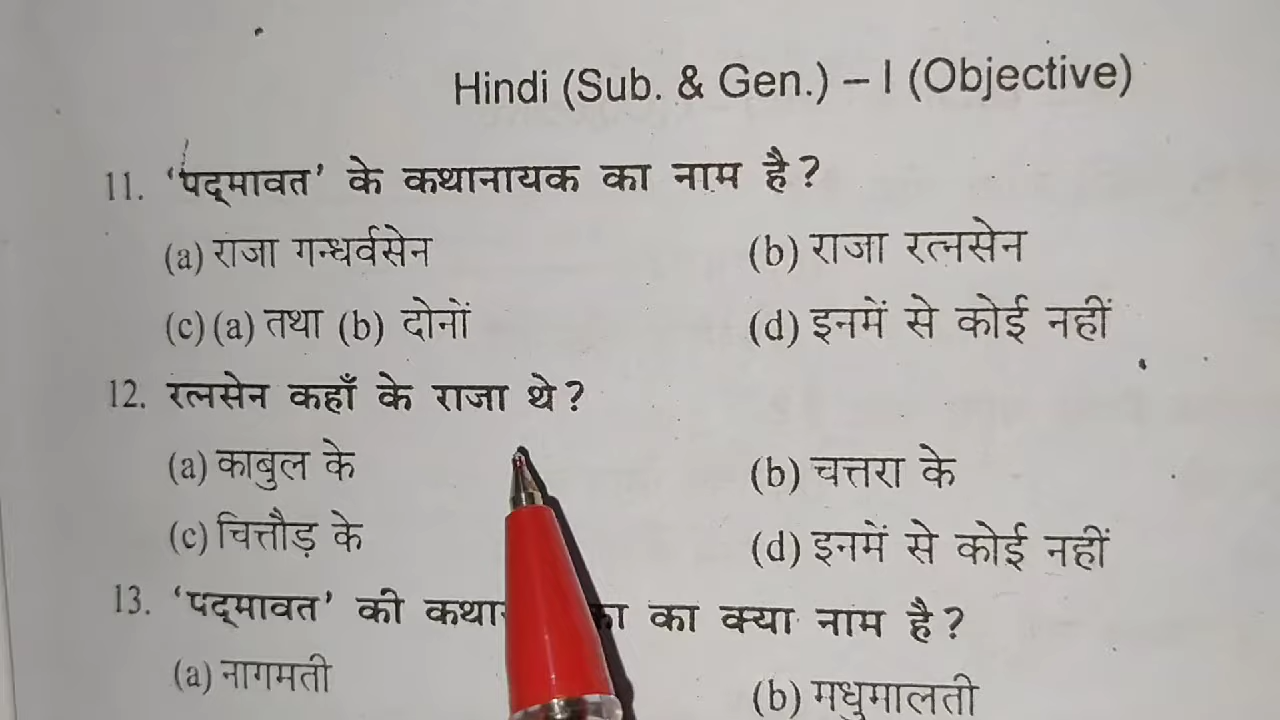 Hindi (Sub. & Gen.) – I (Objective)
11. ‘पद्मावत’ के कथानायक का नाम है?
(a) राजा गन्धर्वसेन (b) राजा रत्नसेन
(c) (a) तथा (b) दोनों (d) इनमें से कोई नहीं
12. रत्नसेन कहाँ के राजा थे?
(a) काबुल के (b) चत्तरा के
(c) चित्तौड़ के (d) इनमें से कोई नहीं
13. ‘पद्मावत’ की का क्या नाम है?
(a) नागमती (b) मधुमालती